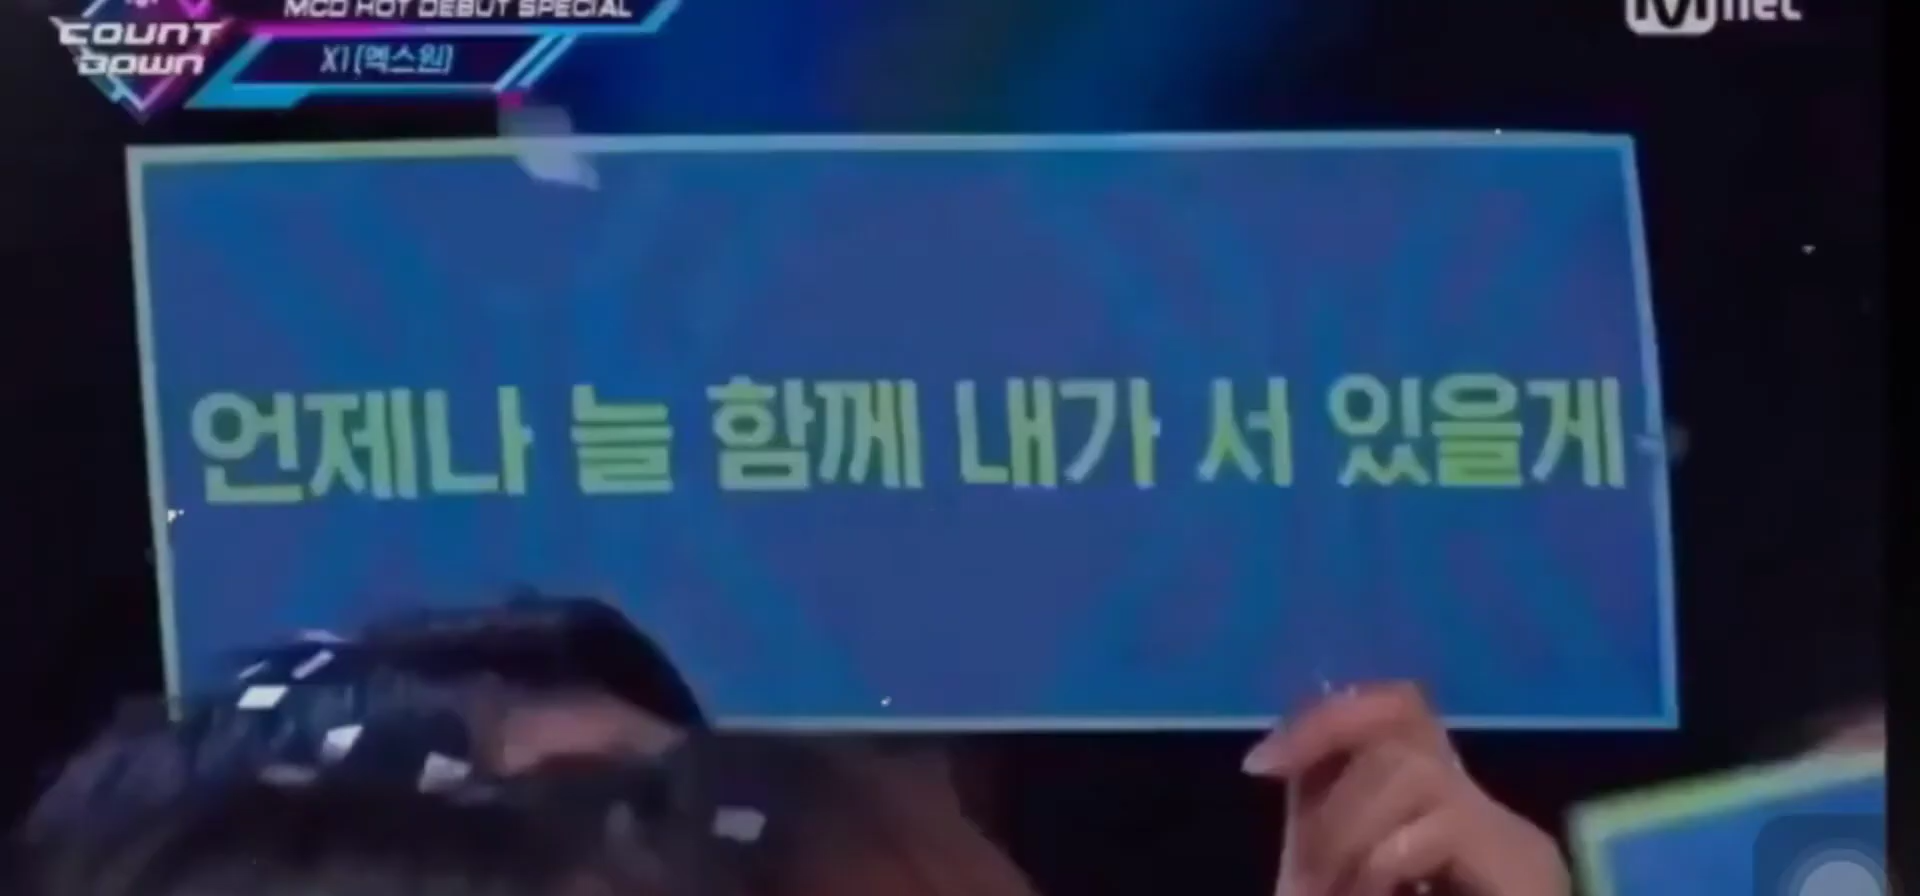 MCD HOT DEBUT SPECIAL
COUNT
DOWN
X1(엑스원)
Mnet
언제나 늘 함께 내가 서 있을게